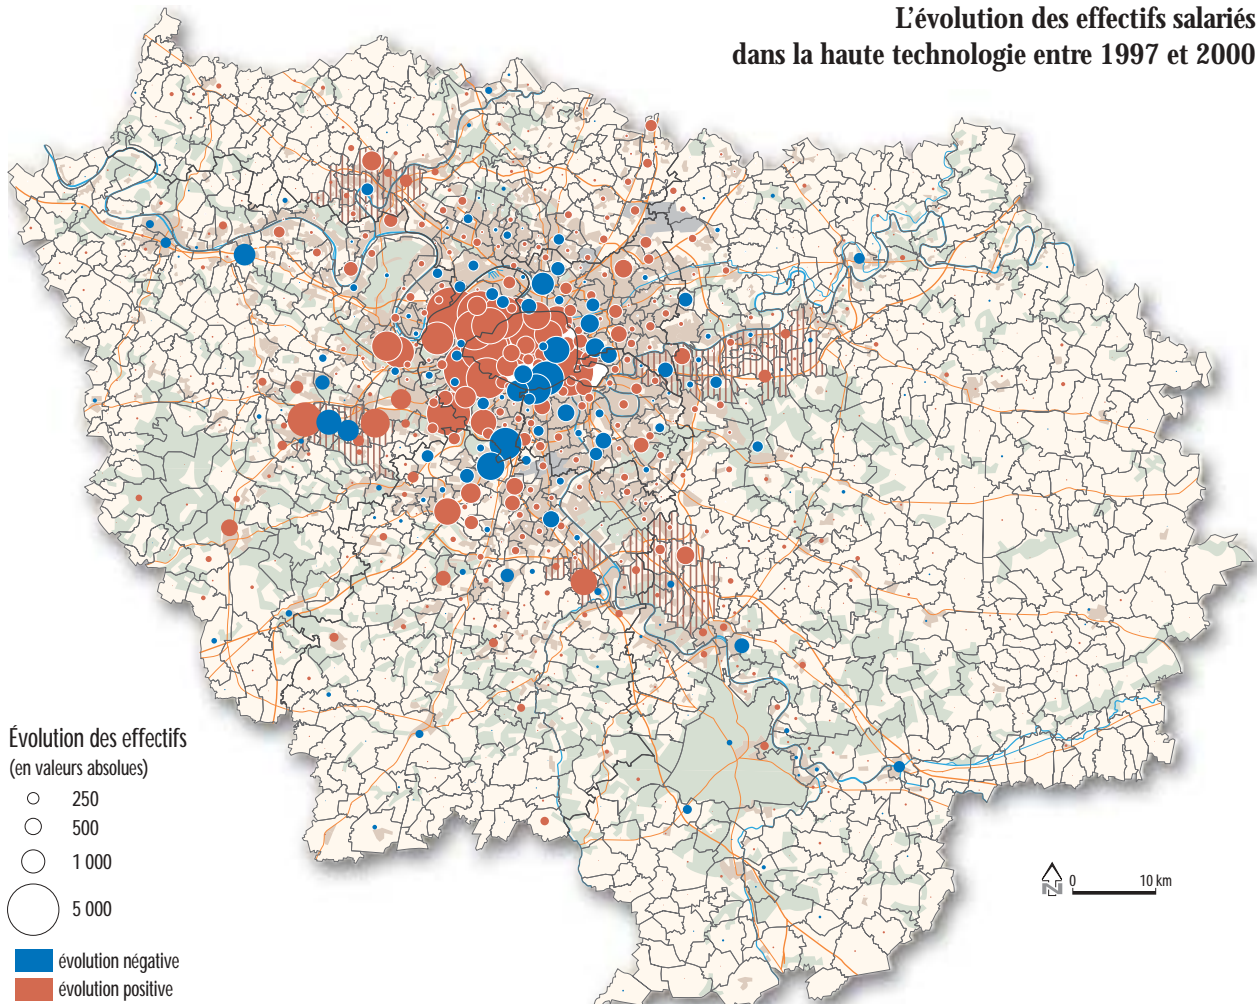 L'évolution des effectifs salariés
dans la haute technologie entre 1997 et 2000
Évolution des effectifs
(en valeurs absolues)
250
500
1 000
5 000
évolution négative
évolution positive
N
0 10 km